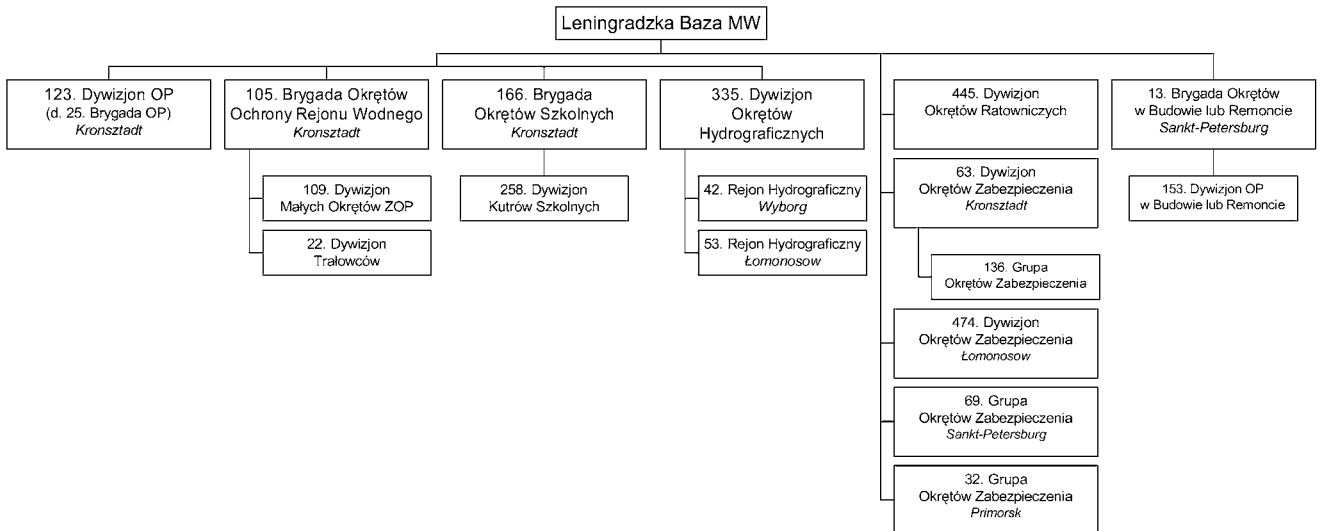 Leningradzka Baza MW
123. Dywizjon OP
(d. 25. Brygada OP)
Kronsztadt
105. Brygada Okrętów
Ochrony Rejonu Wodnego
Kronsztadt
109. Dywizjon
Małych Okrętów ZOP
22. Dywizjon
Trałowców
166. Brygada
Okrętów Szkolnych
Kronsztadt
258. Dywizjon
Kutrów Szkolnych
335. Dywizjon
Okrętów
Hydrograficznych
42. Rejon Hydrograficzny
Wyborg
53. Rejon Hydrograficzny
Łomonosow
445. Dywizjon
Okrętów Ratowniczych
63. Dywizjon
Okrętów Zabezpieczenia
Kronsztadt
136. Grupa
Okrętów Zabezpieczenia
474. Dywizjon
Okrętów Zabezpieczenia
Łomonosow
69. Grupa
Okrętów Zabezpieczenia
Sankt-Petersburg
32. Grupa
Okrętów Zabezpieczenia
Primorsk
13. Brygada Okrętów
w Budowie lub Remoncie
Sankt-Petersburg
153. Dywizjon OP
w Budowie lub Remoncie